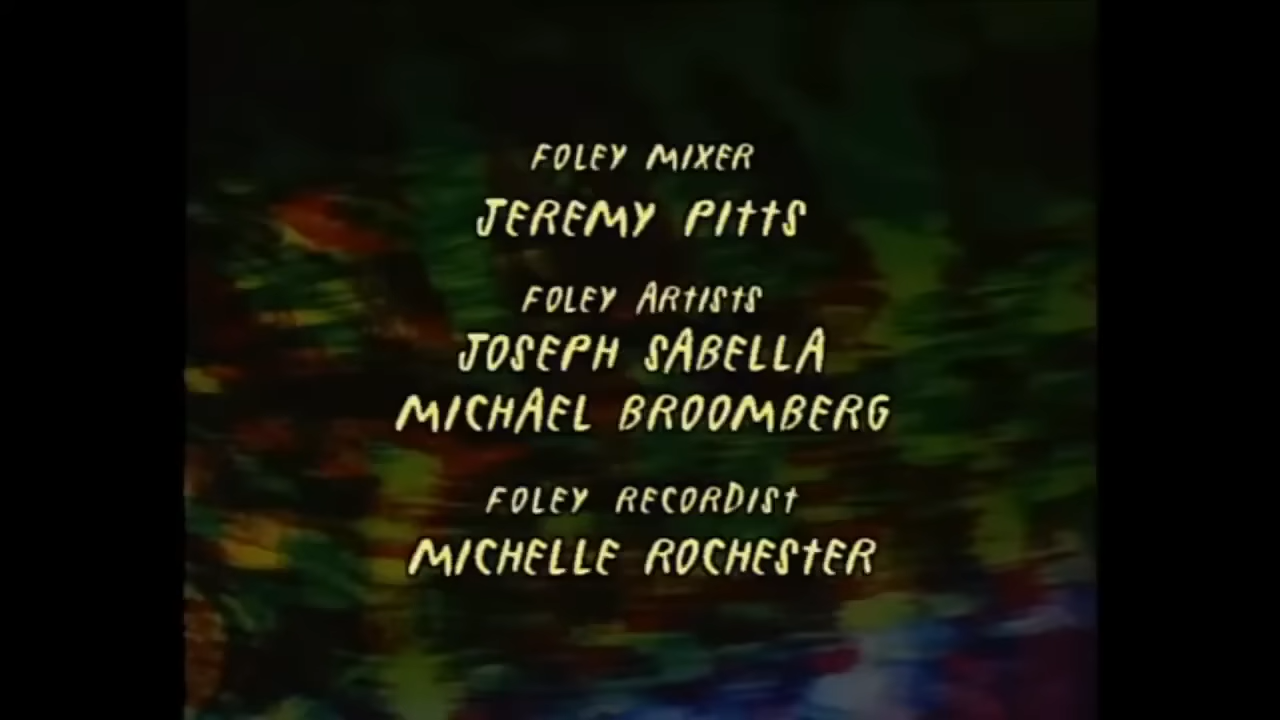 FOLEY MIXER
JEREMY PITTS
FOLEY ARTISTS
JOSEPH SABELLA
MICHAEL BROOMBERG
FOLEY RECORDIST
MICHELLE ROCHESTER